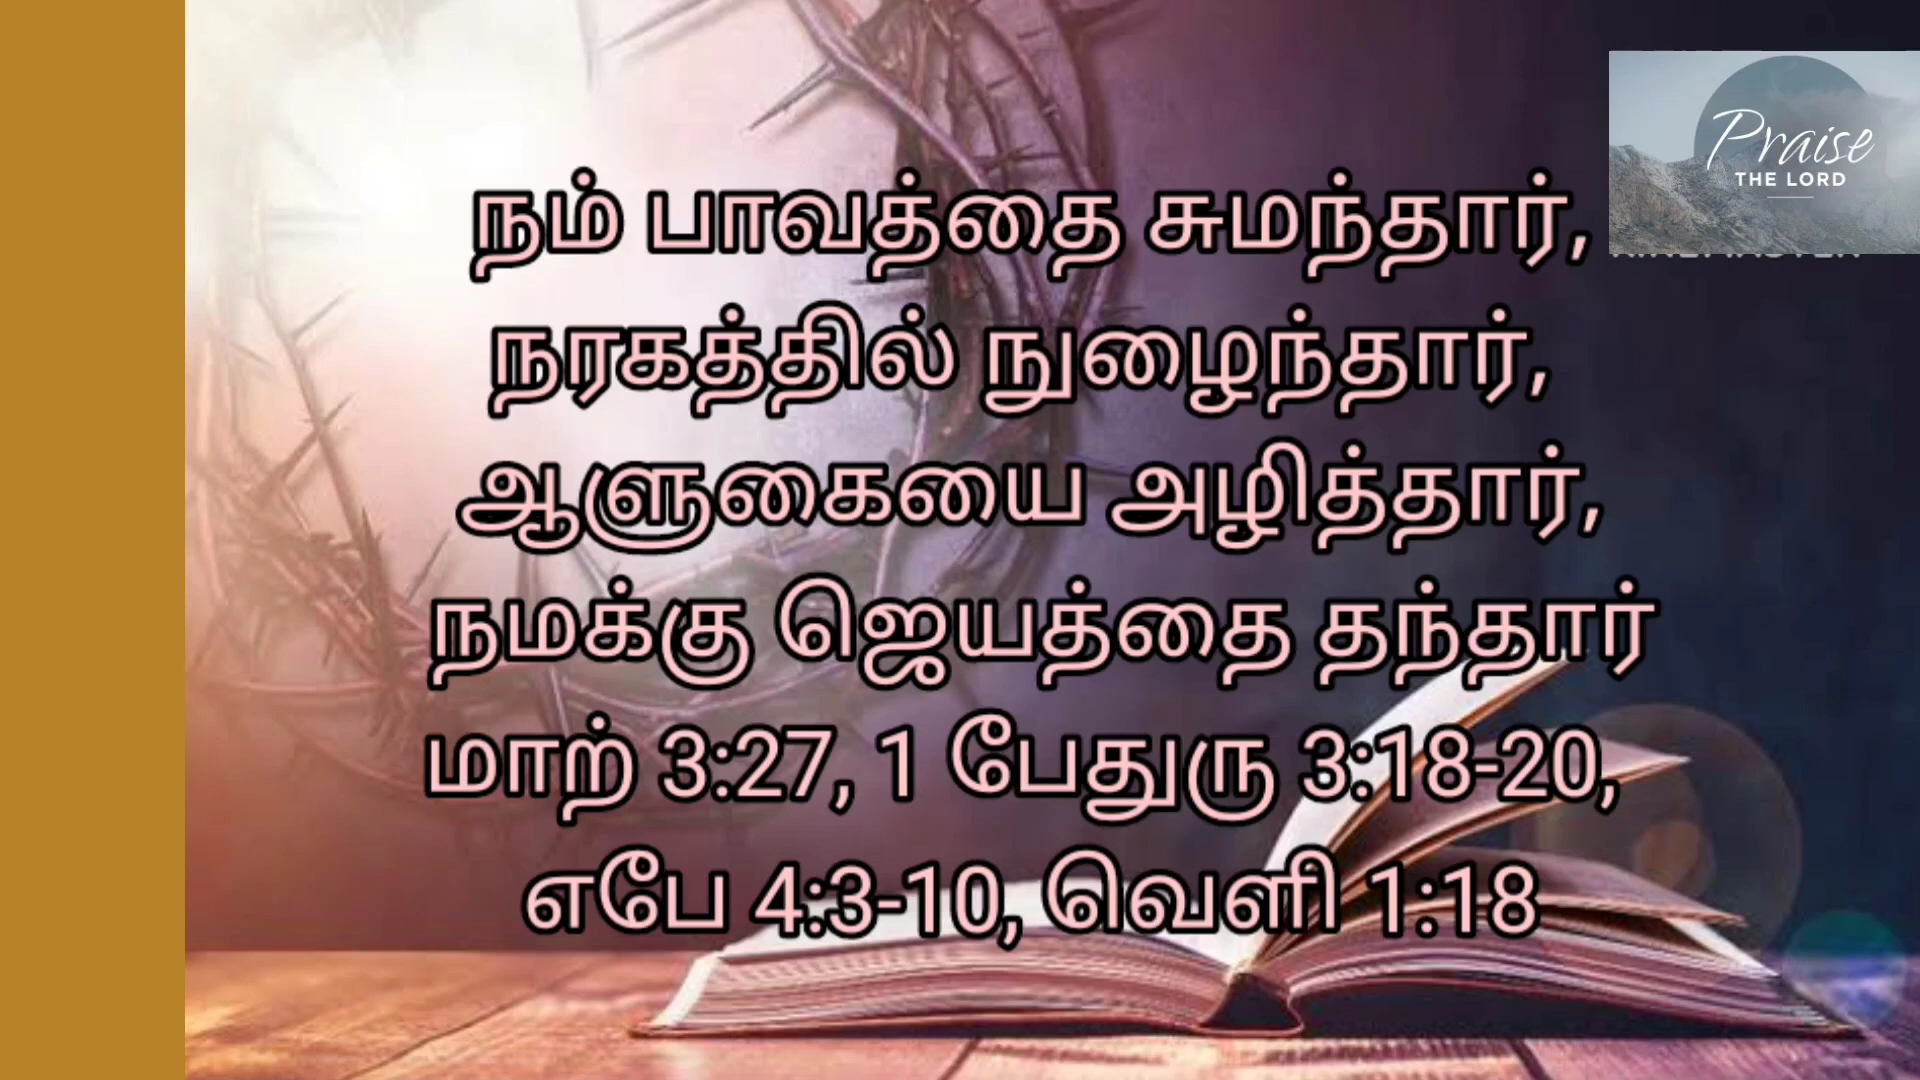 Praise
THE LORD
நம் பாவத்தை சுமந்தார்,
நரகத்தில் நுழைந்தார்,
ஆளுகையை அழித்தார்,
நமக்கு ஜெயத்தை தந்தார்
மாற் 3:27, 1 பேதுரு 3:18-20,
எபே 4:3-10, வெளி 1:18